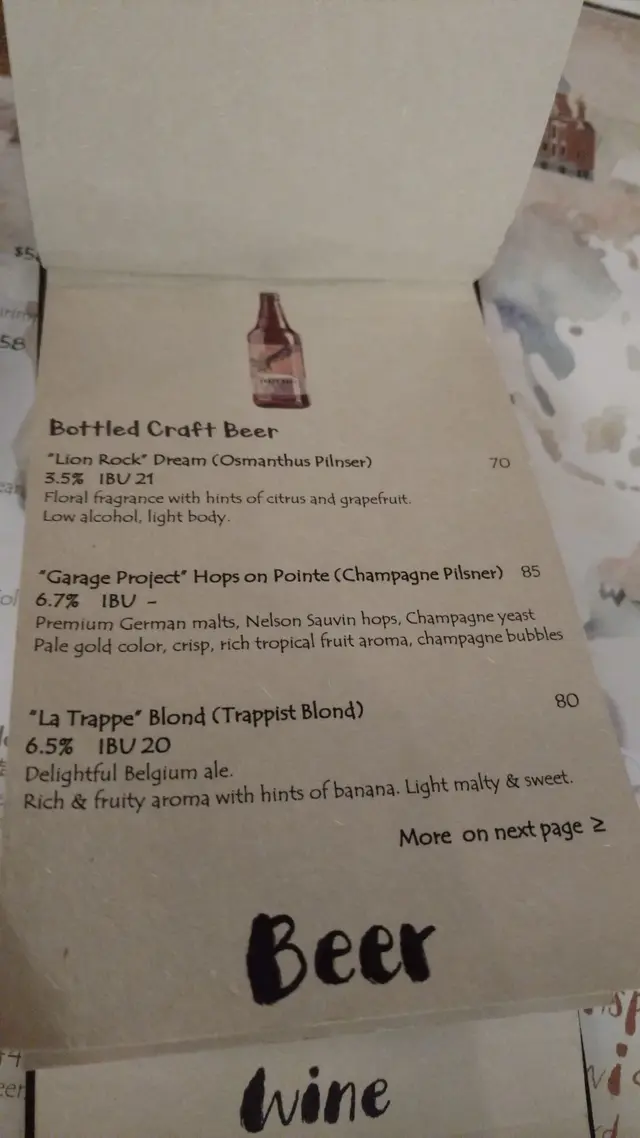 $5
58
Bottled Craft Beer
"Lion Rock" Dream (Osmanthus Pilnser) 70
3.5% IBU 21
Floral fragrance with hints of citrus and grapefruit.
Low alcohol, light body.
"Garage Project" Hops on Pointe (Champagne Pilsner) 85
6.7% IBU -
Premium German malts, Nelson Sauvin hops, Champagne yeast
Pale gold color, crisp, rich tropical fruit aroma, champagne bubbles
"La Trappe" Blond (Trappist Blond) 80
6.5% IBU 20
Delightful Belgium ale.
Rich & fruity aroma with hints of banana. Light malty & sweet.
More on next page ≥
Beer
wine